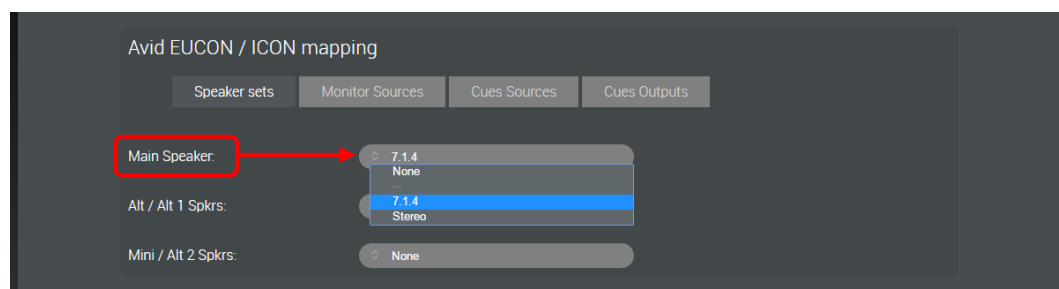 Avid EUCON / ICON mapping
Speaker sets Monitor Sources Cues Sources Cues Outputs
Main Speaker: 7.1.4
None
---
Alt / Alt 1 Spkrs: 7.1.4
Stereo
Mini / Alt 2 Spkrs: None